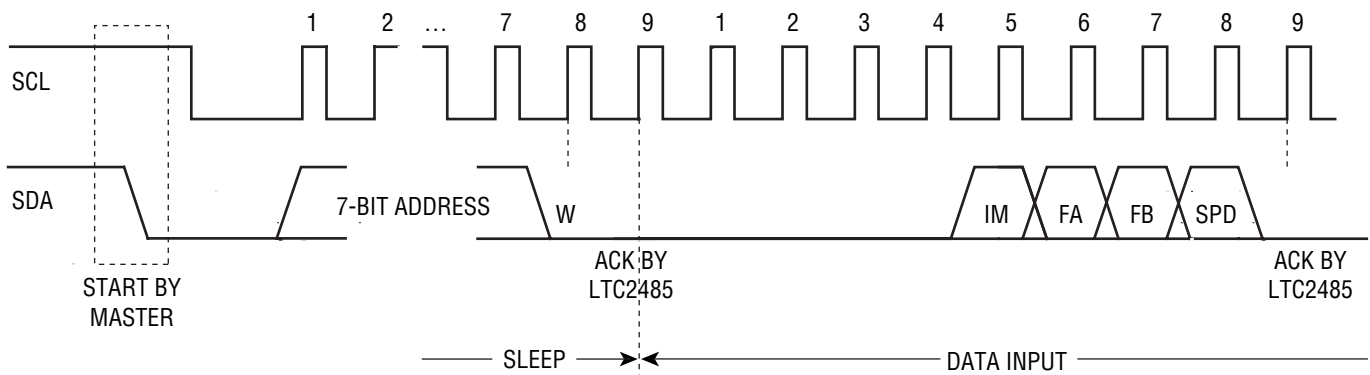 1 2 … 7 8 9 1 2 3 4 5 6 7 8 9
SCL
SDA
7-BIT ADDRESS
W
IM FA FB SPD
START BY
MASTER
ACK BY
LTC2485
ACK BY
LTC2485
SLEEP
DATA INPUT